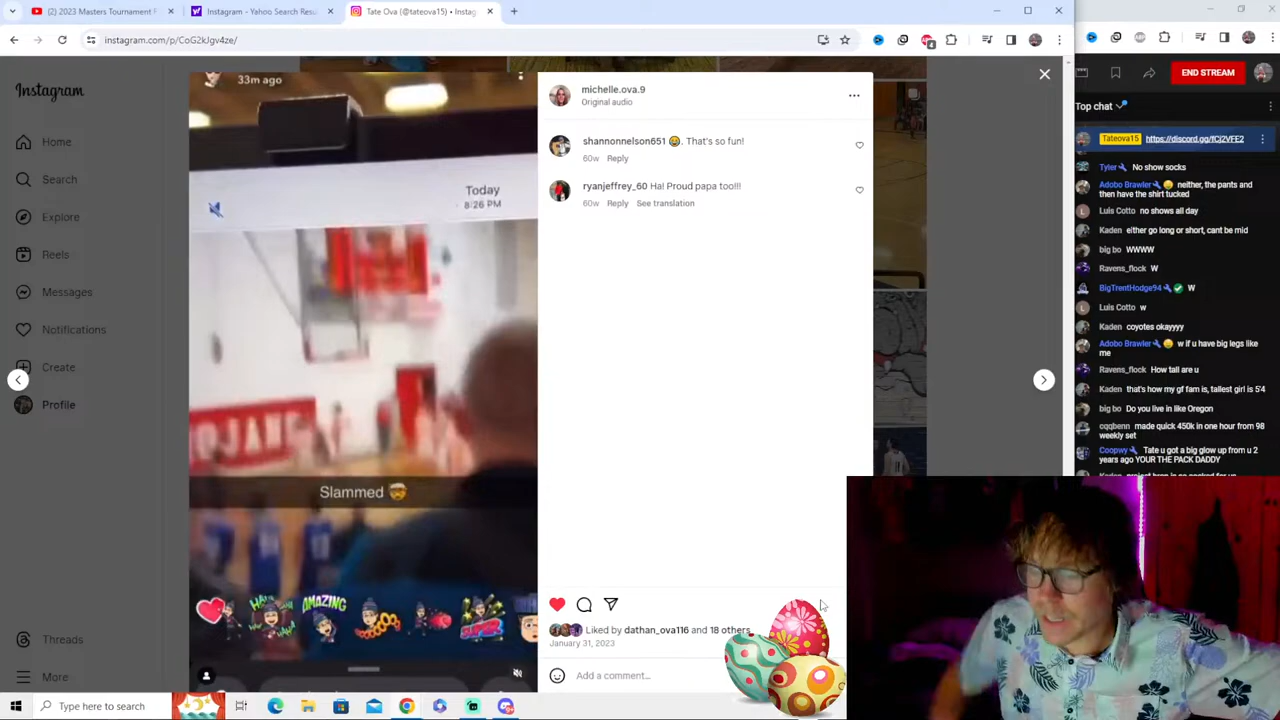 (2) 2023 Masters Tournament F
Instagram - Yahoo Search Resu
Tate Ova (@tateova15) • Instag
instagram.com/p/CoG2kJgv4ze/
4
Instagram
Home
Search
Explore
Reels
Messages
Notifications
Create
Profile
Threads
More
33m ago
Today
8:26 PM
Slammed
AMAZING
SUPER
michelle.ova.9
Original audio
shannonnelson651 😂. That's so fun!
60w Reply
ryanjeffrey_60 Ha! Proud papa too!!!
60w Reply See translation
Liked by dathan_ova116 and 18 others
January 31, 2023
Add a comment...
END STREAM
Top chat
Tateova15 https://discord.gg/fCj2VFE2
Tyler No show socks
Adobo Brawler neither, the pants and
then have the shirt tucked
Luis Cotto no shows all day
Kaden either go long or short, cant be mid
big bo WWWW
Ravens_flock W
BigTrentHodge94 W
Luis Cotto w
Kaden coyotes okayyyy
Adobo Brawler w if u have big legs like
me
Ravens_flock How tall are u
Kaden that's how my gf fam is, tallest girl is 5'4
big bo Do you live in like Oregon
cqqbenn made quick 450k in one hour from 98
weekly set
Coopwy Tate u got a big glow up from u 2
years ago YOUR THE PACK DADDY
Type here to search